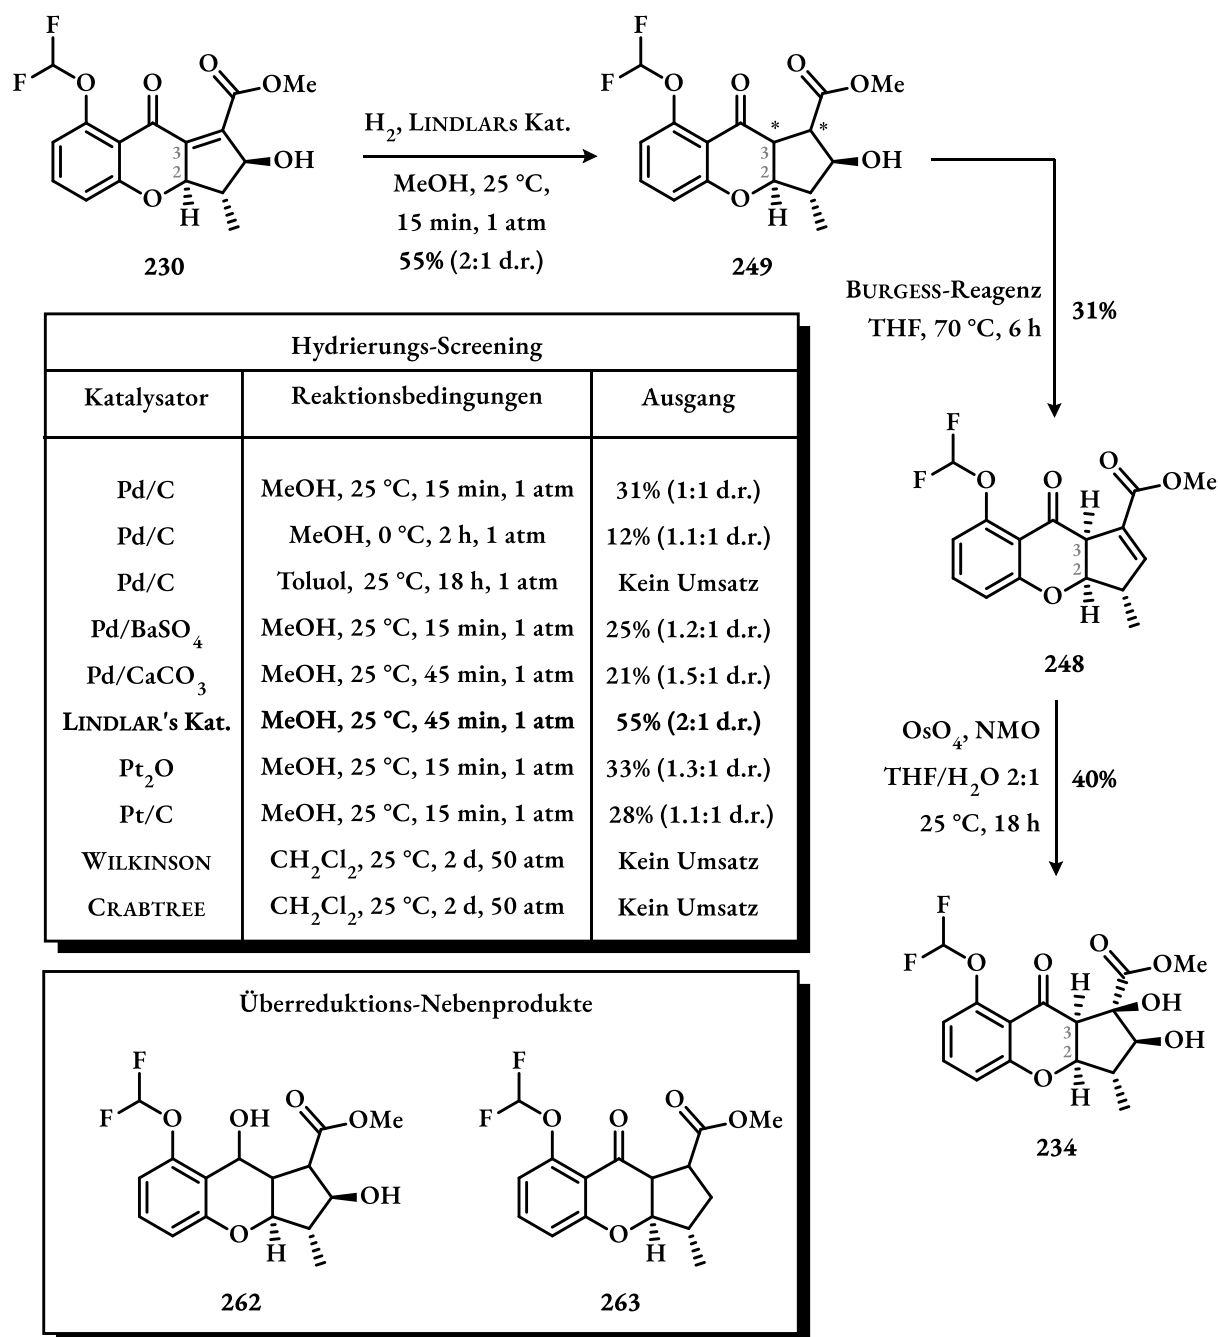 F
F
O
O
O
OMe
3
2
OH
O
H
230
H2, LINDLARs Kat.
MeOH, 25 °C,
15 min, 1 atm
55% (2:1 d.r.)
F
F
O
O
O
OMe
*
*
3
2
OH
O
H
249
BURGESS-Reagenz
THF, 70 °C, 6 h
31%
Hydrierungs-Screening
Katalysator Reaktionsbedingungen Ausgang
Pd/C MeOH, 25 °C, 15 min, 1 atm 31% (1:1 d.r.)
Pd/C MeOH, 0 °C, 2 h, 1 atm 12% (1.1:1 d.r.)
Pd/C Toluol, 25 °C, 18 h, 1 atm Kein Umsatz
Pd/BaSO4 MeOH, 25 °C, 15 min, 1 atm 25% (1.2:1 d.r.)
Pd/CaCO3 MeOH, 25 °C, 45 min, 1 atm 21% (1.5:1 d.r.)
LINDLAR's Kat. MeOH, 25 °C, 45 min, 1 atm 55% (2:1 d.r.)
Pt2O MeOH, 25 °C, 15 min, 1 atm 33% (1.3:1 d.r.)
Pt/C MeOH, 25 °C, 15 min, 1 atm 28% (1.1:1 d.r.)
WILKINSON CH2Cl2, 25 °C, 2 d, 50 atm Kein Umsatz
CRABTREE CH2Cl2, 25 °C, 2 d, 50 atm Kein Umsatz
F
F
O
O
H
O
OMe
3
2
O
H
248
OsO4, NMO
THF/H2O 2:1
25 °C, 18 h
40%
F
F
O
O
H
O
OMe
OH
3
2
OH
O
H
234
Überreduktions-Nebenprodukte
F
F
O
OH
O
OMe
OH
O
H
262
F
F
O
O
O
OMe
O
H
263